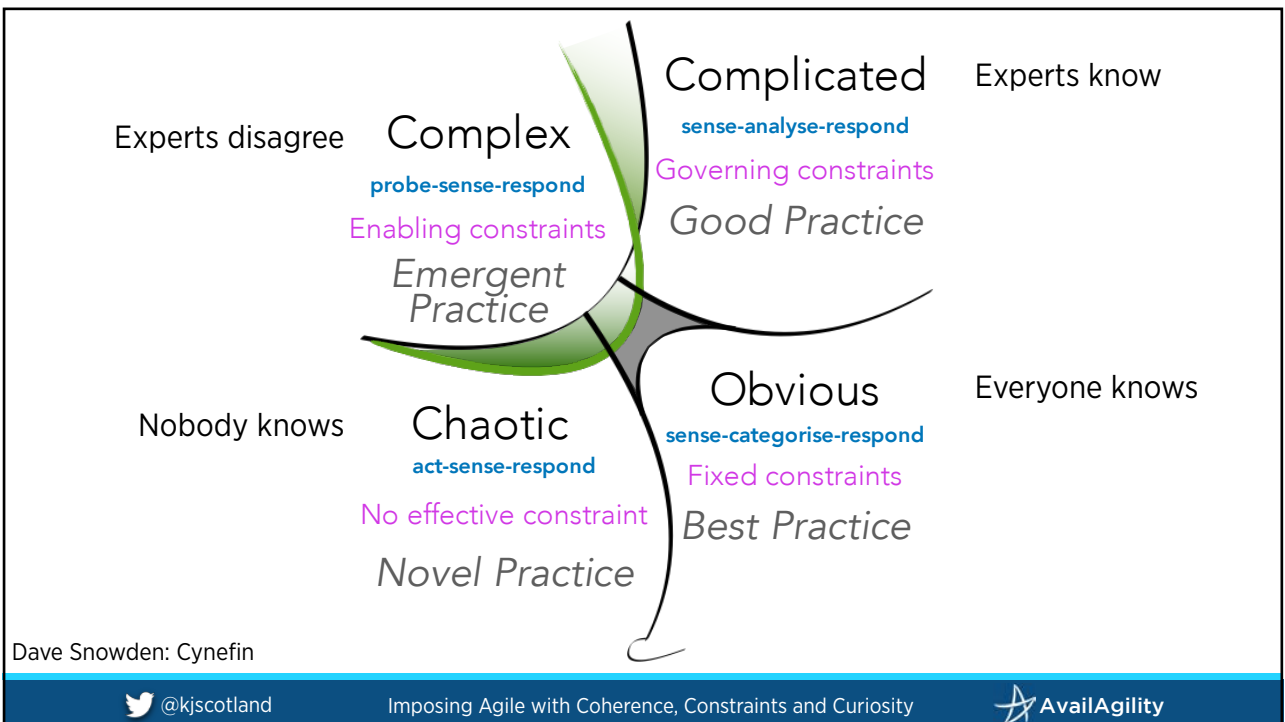 Complicated
sense-analyse-respond
Governing constraints
Good Practice
Experts know
Experts disagree
Complex
probe-sense-respond
Enabling constraints
Emergent
Practice
Nobody knows
Chaotic
act-sense-respond
No effective constraint
Novel Practice
Obvious
sense-categorise-respond
Fixed constraints
Best Practice
Everyone knows
Dave Snowden: Cynefin
@kjscotland
Imposing Agile with Coherence, Constraints and Curiosity
AvailAgility